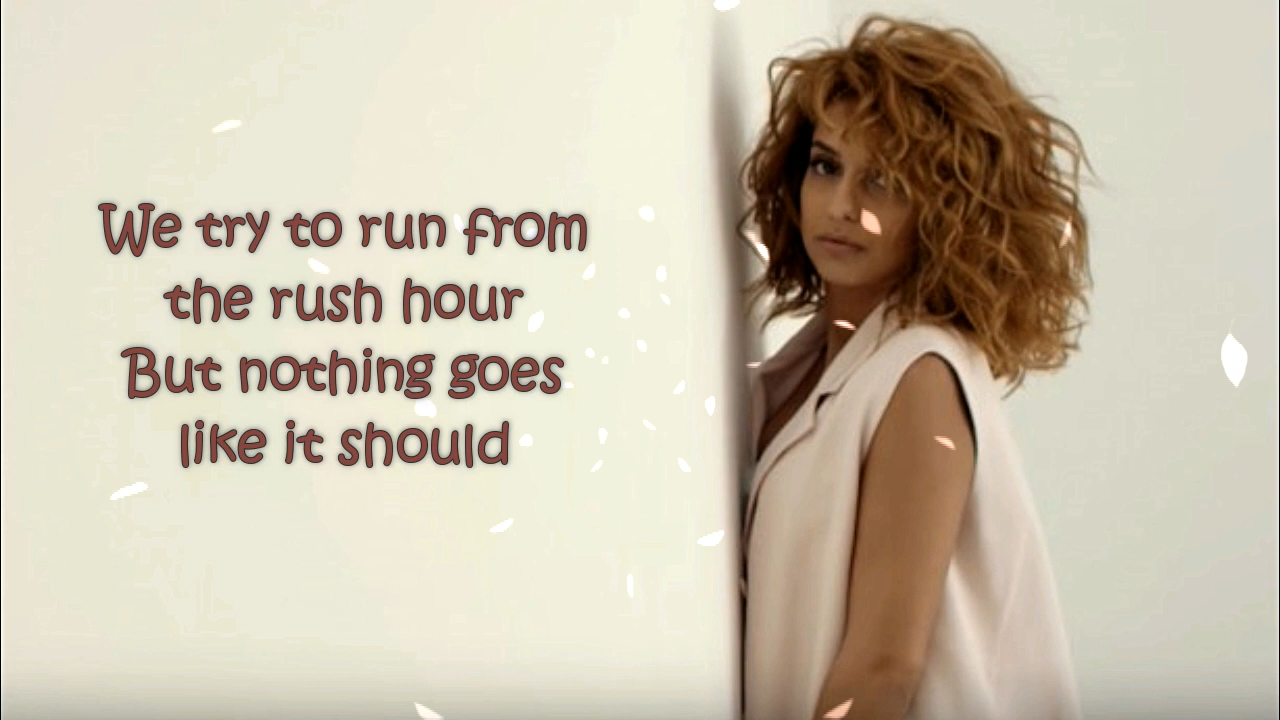 We try to run from
the rush hour
But nothing goes
like it should